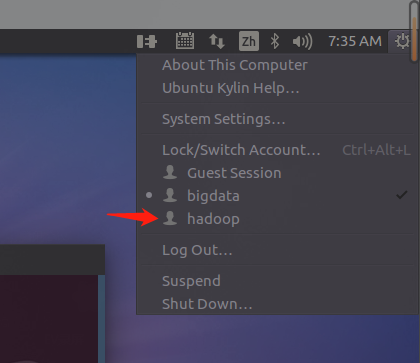 Zh 7:35 AM
About This Computer
Ubuntu Kylin Help...
System Settings...
Lock/Switch Account... Ctrl+Alt+L
Guest Session
bigdata
hadoop
Log Out...
Suspend
Shut Down...